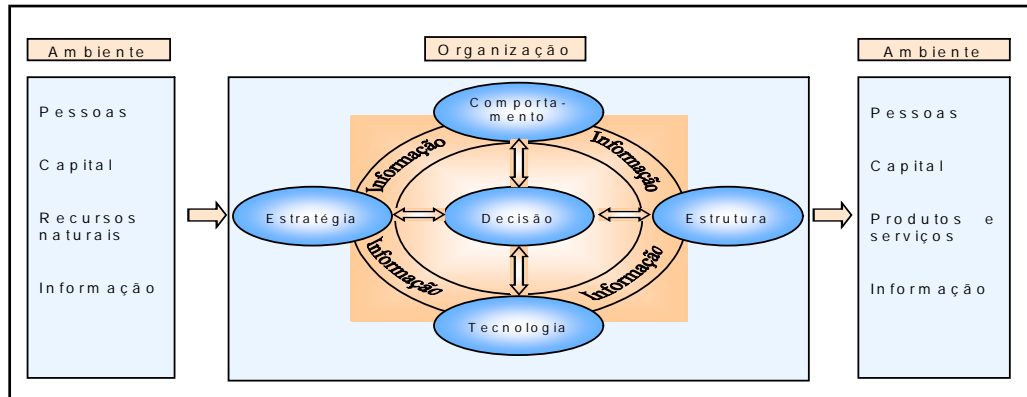 Ambiente
Pessoas
Capital
Recursos
naturais
Informação
Organização
Comporta-
mento
Informação
Informação
Estratégia
Decisão
Estrutura
Informação
Informação
Tecnologia
Ambiente
Pessoas
Capital
Produtos e
serviços
Informação